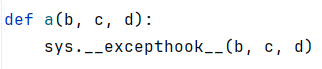 def a(b, c, d):
    sys.__excepthook__(b, c, d)